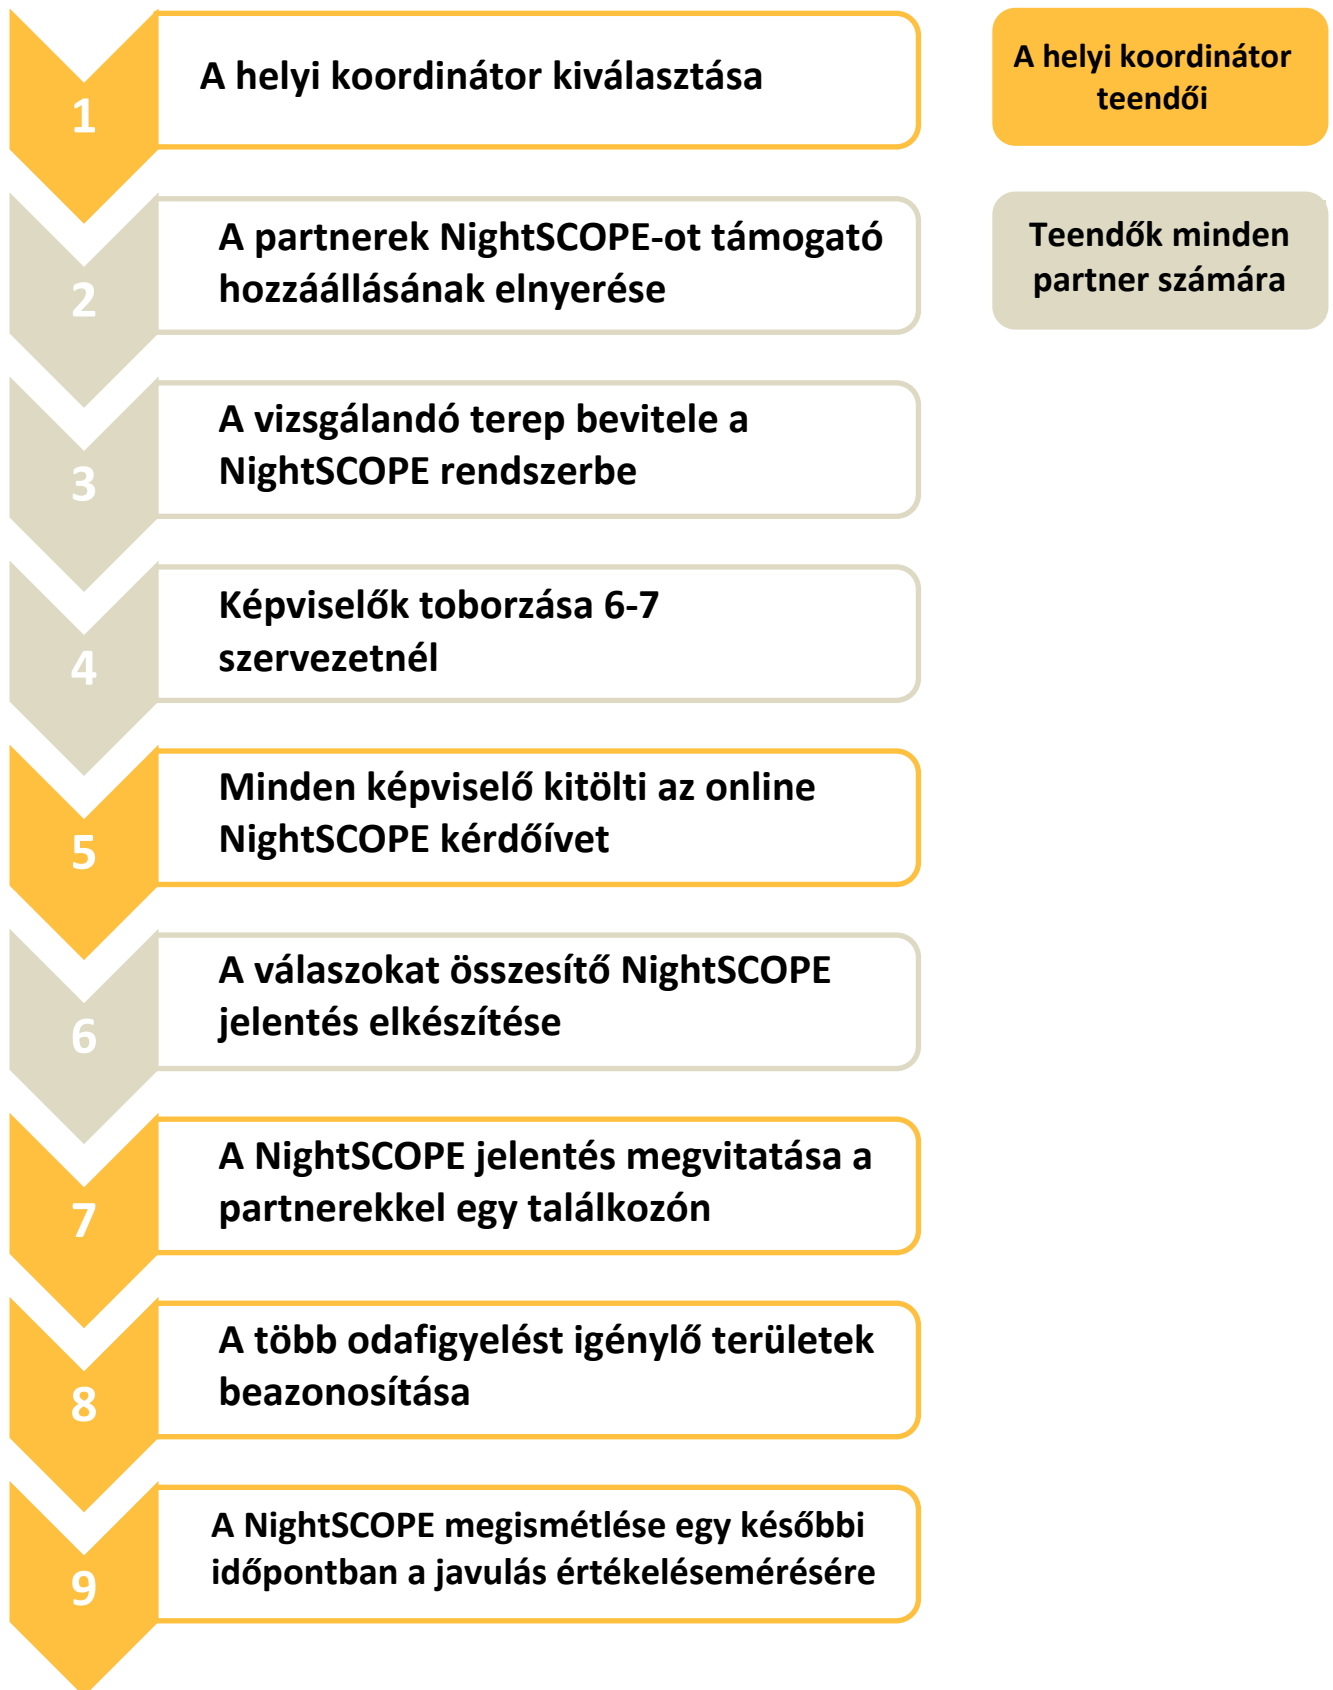 1
A helyi koordinátor kiválasztása
A helyi koordinátor
teendői
2
A partnerek NightSCOPE-ot támogató
hozzáállásának elnyerése
Teendők minden
partner számára
3
A vizsgálandó terep bevitele a
NightSCOPE rendszerbe
4
Képviselők toborzása 6-7
szervezetnél
5
Minden képviselő kitölti az online
NightSCOPE kérdőívet
6
A válaszokat összesítő NightSCOPE
jelentés elkészítése
7
A NightSCOPE jelentés megvitatása a
partnerekkel egy találkozón
8
A több odafigyelést igénylő területek
beazonosítása
9
A NightSCOPE megismétlése egy későbbi
időpontban a javulás értékelésemérésére